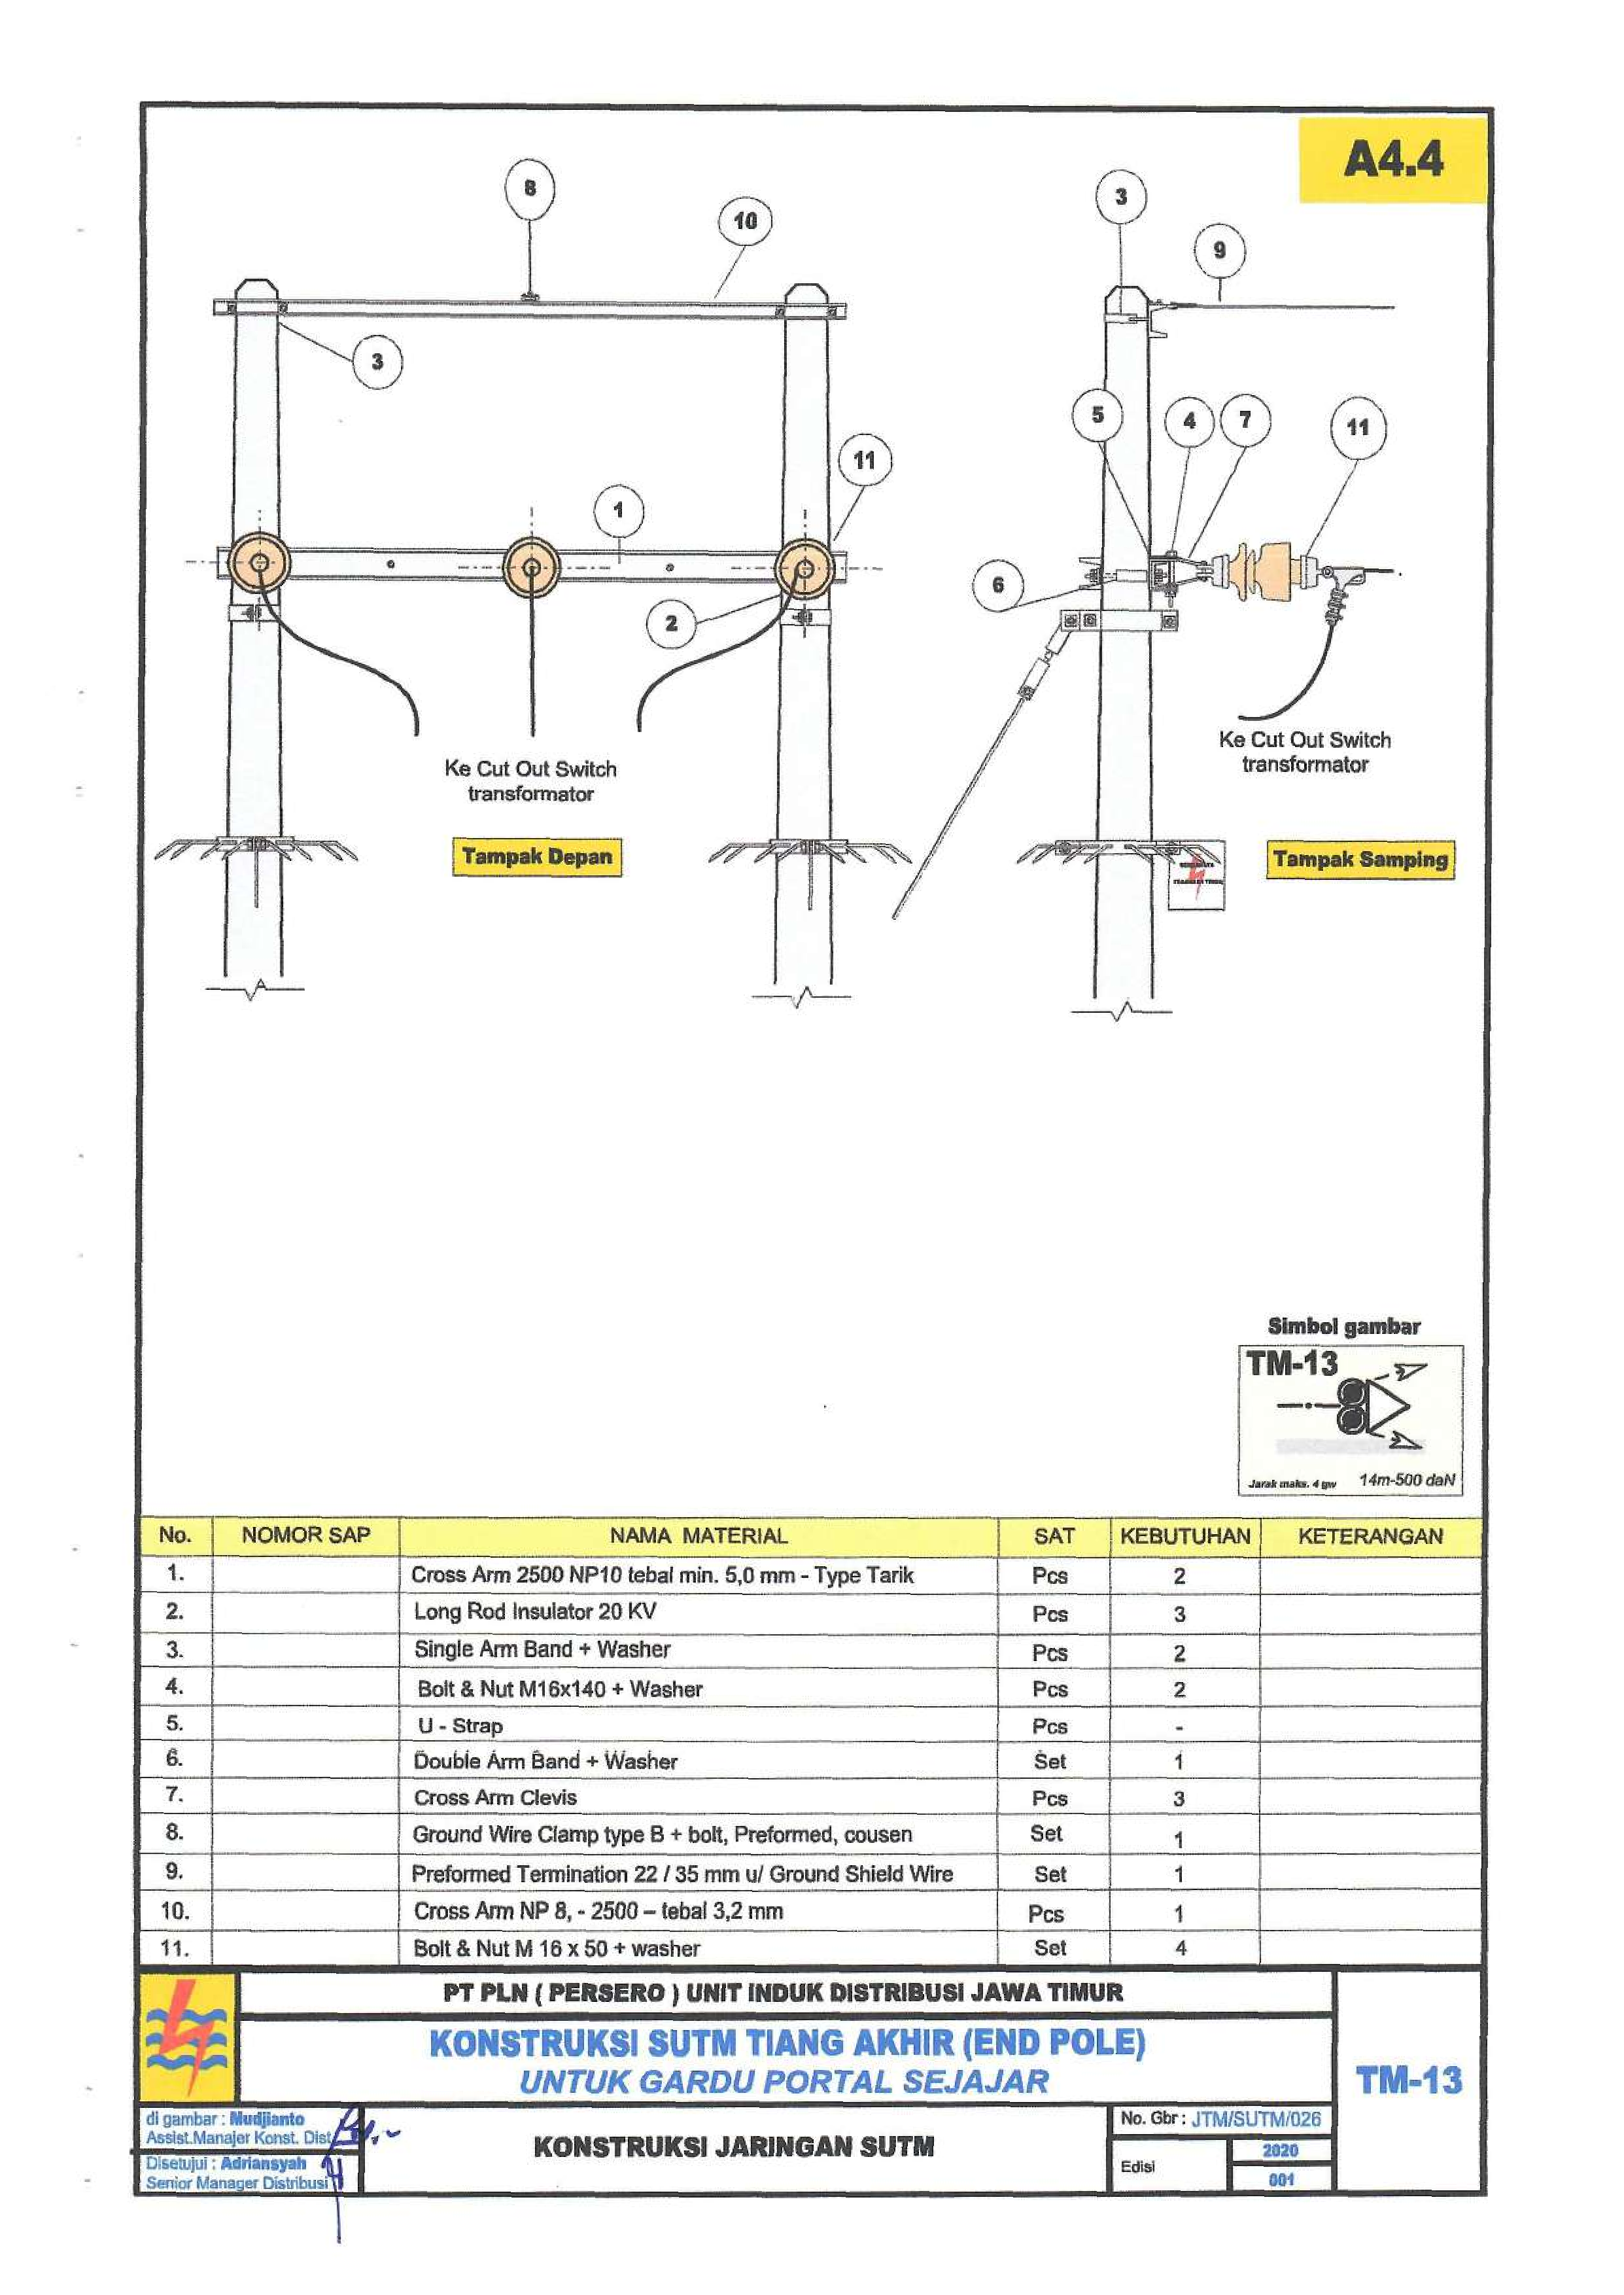 A4.4
8
10
3
9
3
5
4
7
11
11
1
6
2
Ke Cut Out Switch
transformator
Ke Cut Out Switch
transformator
Tampak Depan
Tampak Samping
Simbol gambar
TM-13
Jarak maks. 4 gw 14m-500 daN
No. NOMOR SAP NAMA MATERIAL SAT KEBUTUHAN KETERANGAN
1. Cross Arm 2500 NP10 tebal min. 5,0 mm - Type Tarik Pcs 2
2. Long Rod Insulator 20 KV Pcs 3
3. Single Arm Band + Washer Pcs 2
4. Bolt & Nut M16x140 + Washer Pcs 2
5. U - Strap Pcs -
6. Double Arm Band + Washer Set 1
7. Cross Arm Clevis Pcs 3
8. Ground Wire Clamp type B + bolt, Preformed, cousen Set 1
9. Preformed Termination 22 / 35 mm u/ Ground Shield Wire Set 1
10. Cross Arm NP 8, - 2500 – tebal 3,2 mm Pcs 1
11. Bolt & Nut M 16 x 50 + washer Set 4
PT PLN ( PERSERO ) UNIT INDUK DISTRIBUSI JAWA TIMUR
KONSTRUKSI SUTM TIANG AKHIR (END POLE)
UNTUK GARDU PORTAL SEJAJAR
TM-13
di gambar : Mudjianto
Assist.Manajer Konst. Dist
Disetujui : Adriansyah
Senior Manager Distribusi
KONSTRUKSI JARINGAN SUTM
No. Gbr : JTM/SUTM/026
Edisi
2020
001